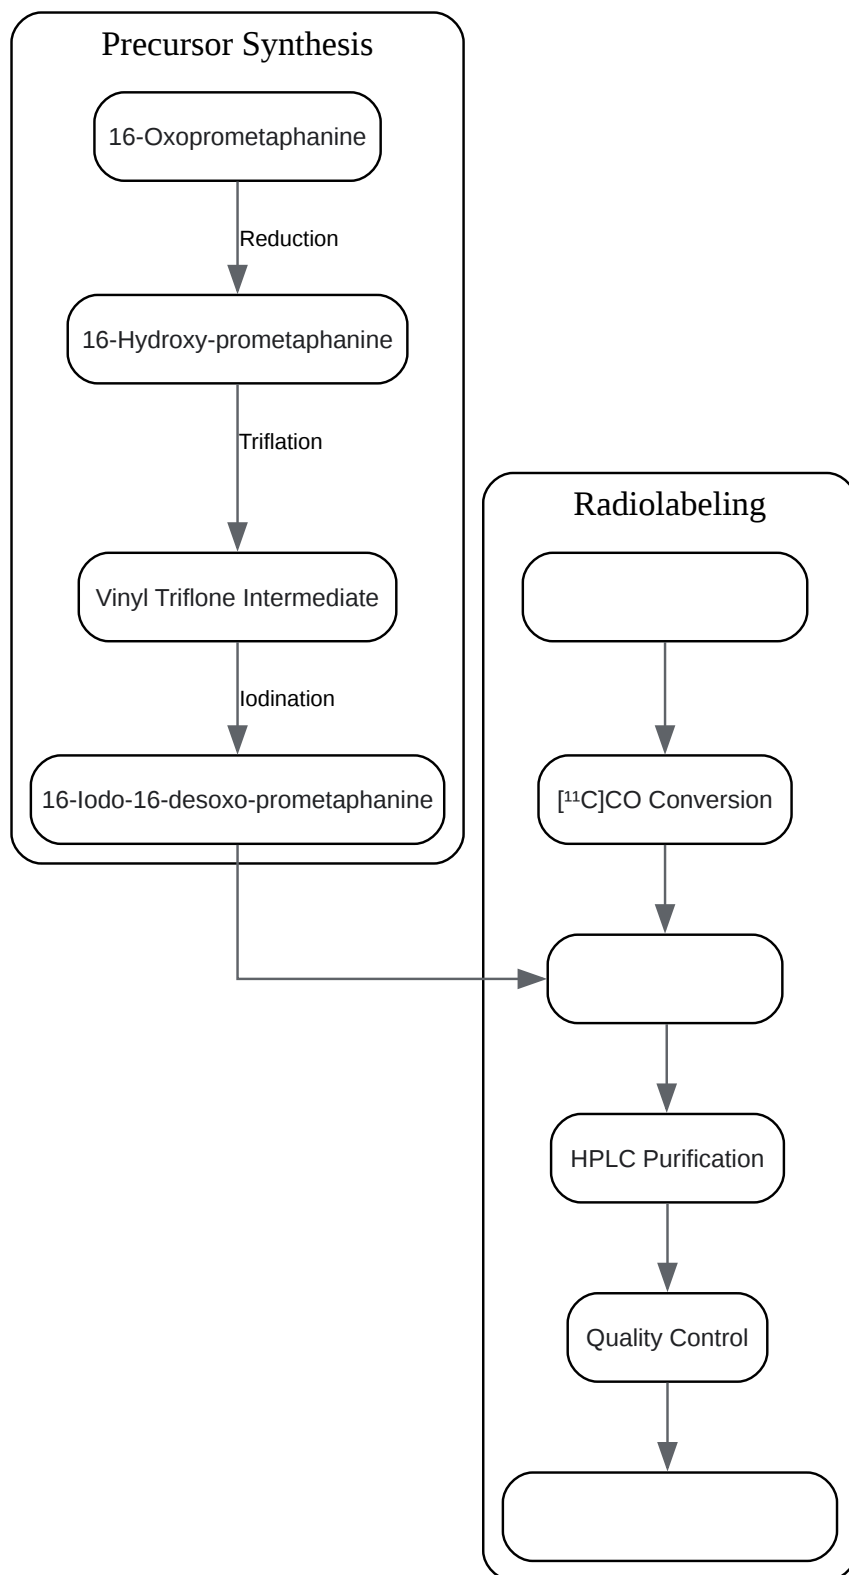 Precursor Synthesis
16-Oxoprometaphanine
Reduction
16-Hydroxy-prometaphanine
Triflation
Vinyl Triflone Intermediate
Iodination
16-Iodo-16-desoxo-prometaphanine
Radiolabeling
[¹¹C]CO Conversion
HPLC Purification
Quality Control